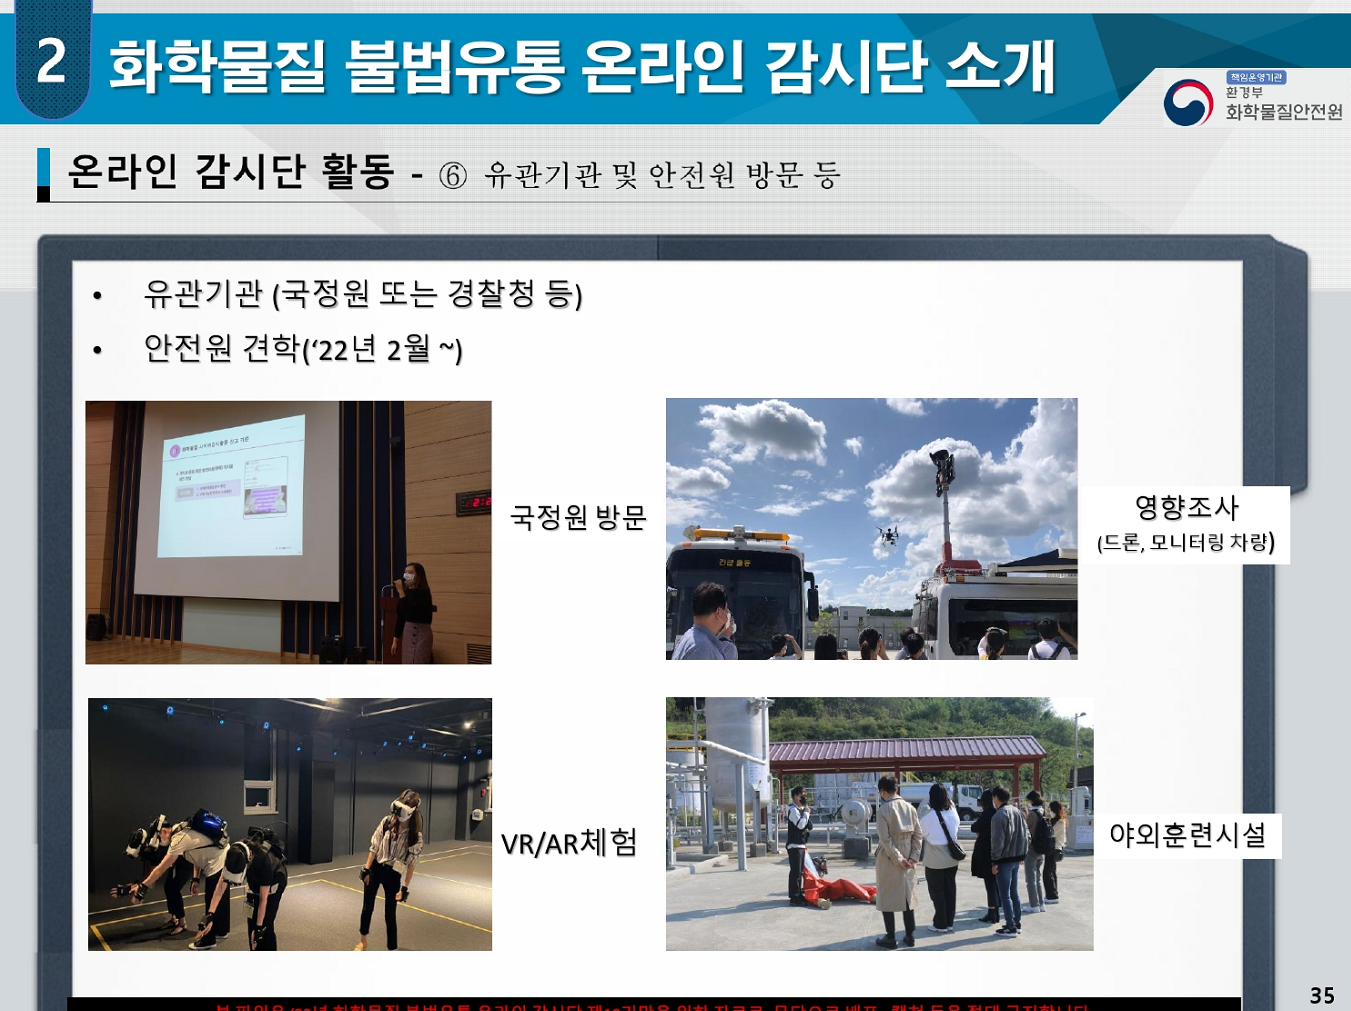 2 화학물질 불법유통 온라인 감시단 소개
책임운영기관
환경부
화학물질안전원
온라인 감시단 활동 - ⑥ 유관기관 및 안전원 방문 등
• 유관기관 (국정원 또는 경찰청 등)
• 안전원 견학(‘22년 2월 ~)
국정원 방문
긴급 출동
영향조사
(드론, 모니터링 차량)
VR/AR체험
야외훈련시설
35